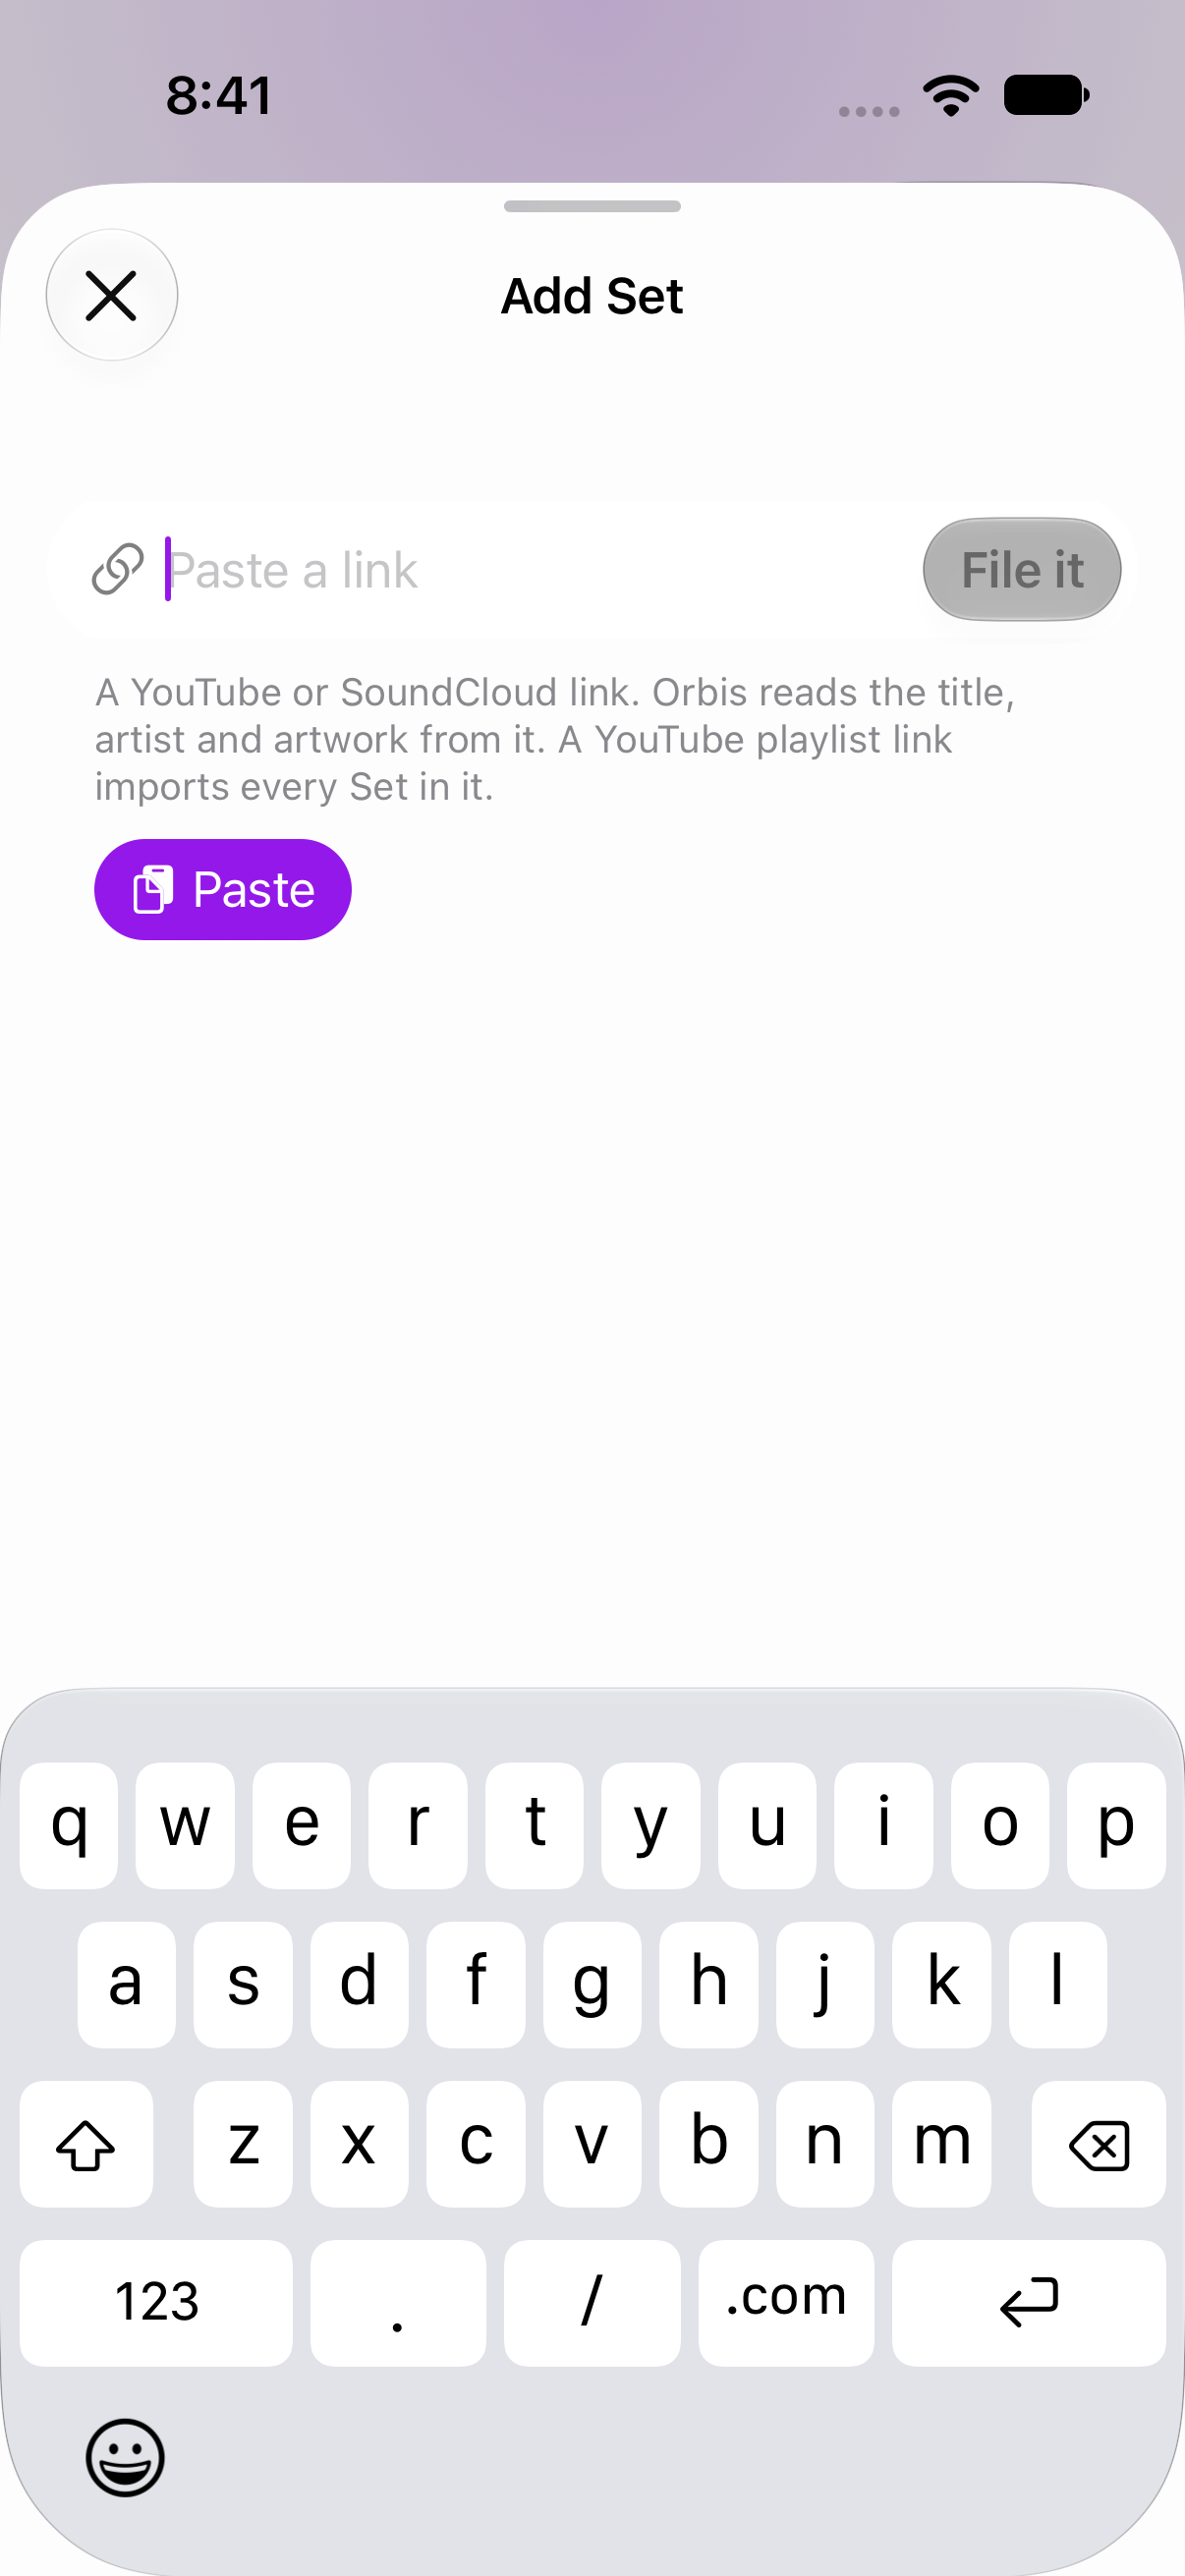 8:41
Add Set
Paste a link
File it
A YouTube or SoundCloud link. Orbis reads the title,
artist and artwork from it. A YouTube playlist link
imports every Set in it.
Paste
q w e r t y u i o p
a s d f g h j k l
z x c v b n m
123 . / .com